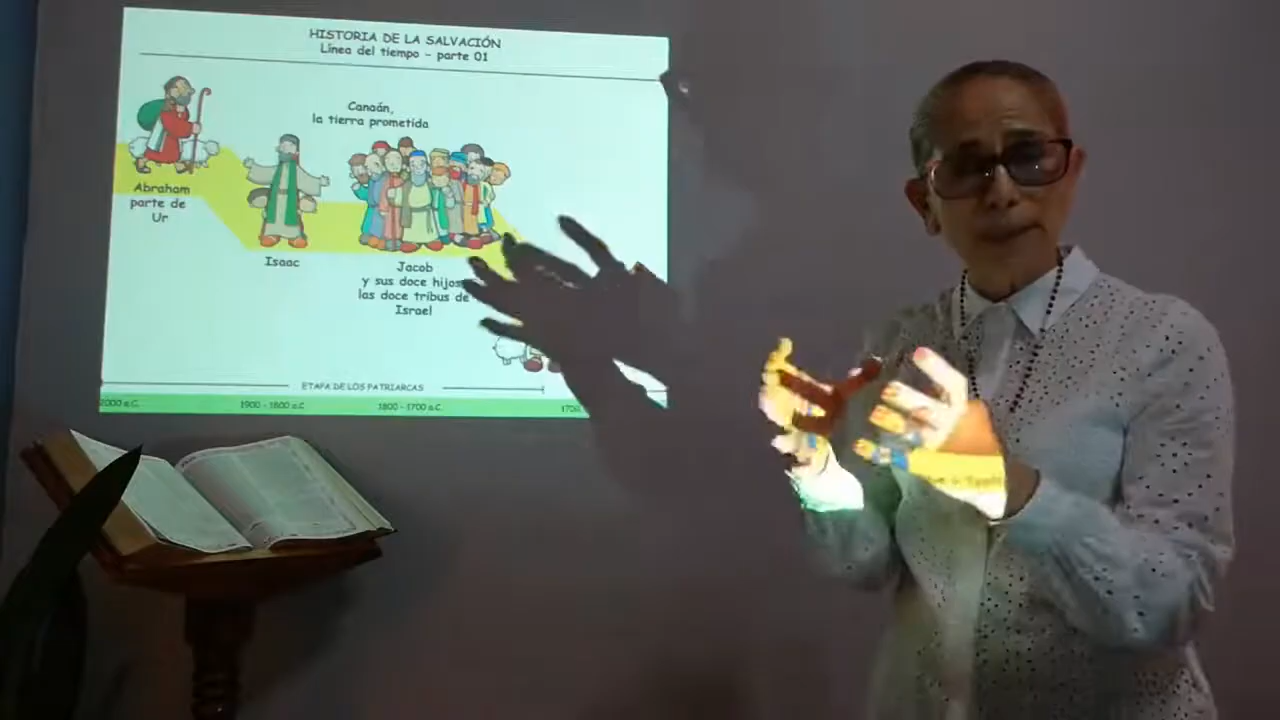 HISTORIA DE LA SALVACIÓN
Línea del tiempo - parte 01
Canaán,
la tierra prometida
Abraham
parte de
Ur
Isaac
Jacob
y sus doce hijos
las doce tribus de
Israel
ETAPA DE LOS PATRIARCAS
2000 a.C. 1900 - 1800 a.C 1800 - 1700 a.C.